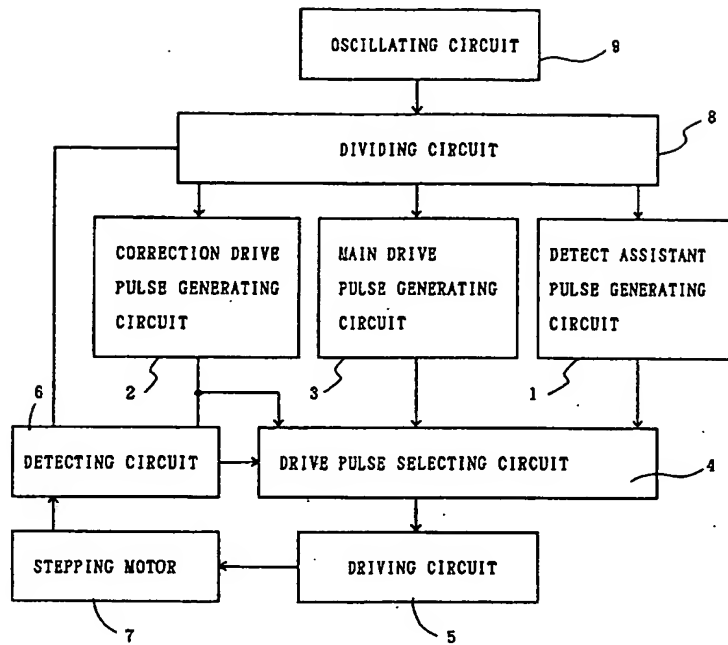 OSCILLATING CIRCUIT
9
DIVIDING CIRCUIT
8
CORRECTION DRIVE
PULSE GENERATING
CIRCUIT
2
MAIN DRIVE
PULSE GENERATING
CIRCUIT
3
DETECT ASSISTANT
PULSE GENERATING
CIRCUIT
1
6
DETECTING CIRCUIT
DRIVE PULSE SELECTING CIRCUIT
4
STEPPING MOTOR
7
DRIVING CIRCUIT
5